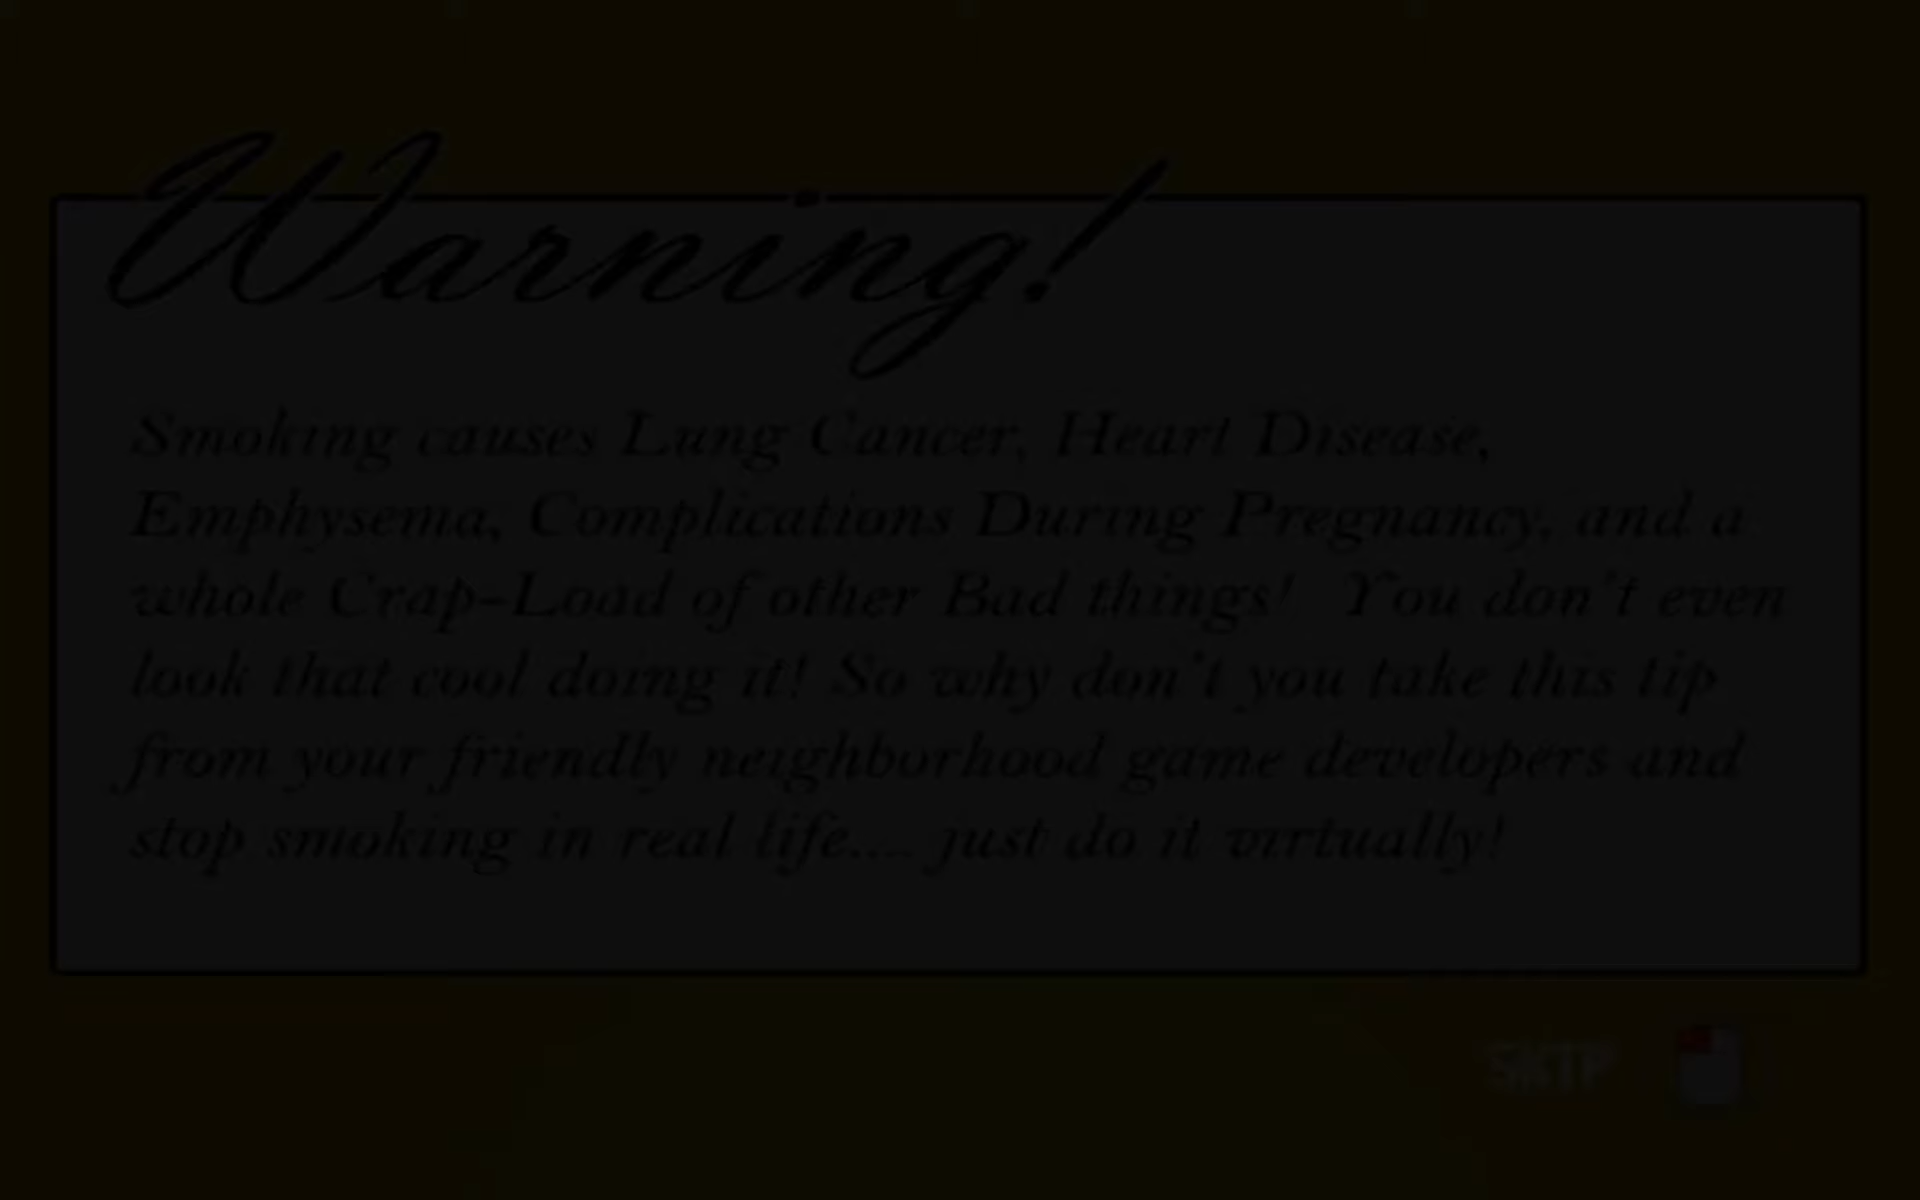 Warning!
Smoking causes Lung Cancer, Heart Disease,
Emphysema, Complications During Pregnancy, and a
whole Crap-Load of other Bad things! You don't even
look that cool doing it! So why don't you take this tip
from your friendly neighborhood game developers and
stop smoking in real life.... just do it virtually!
SKIP